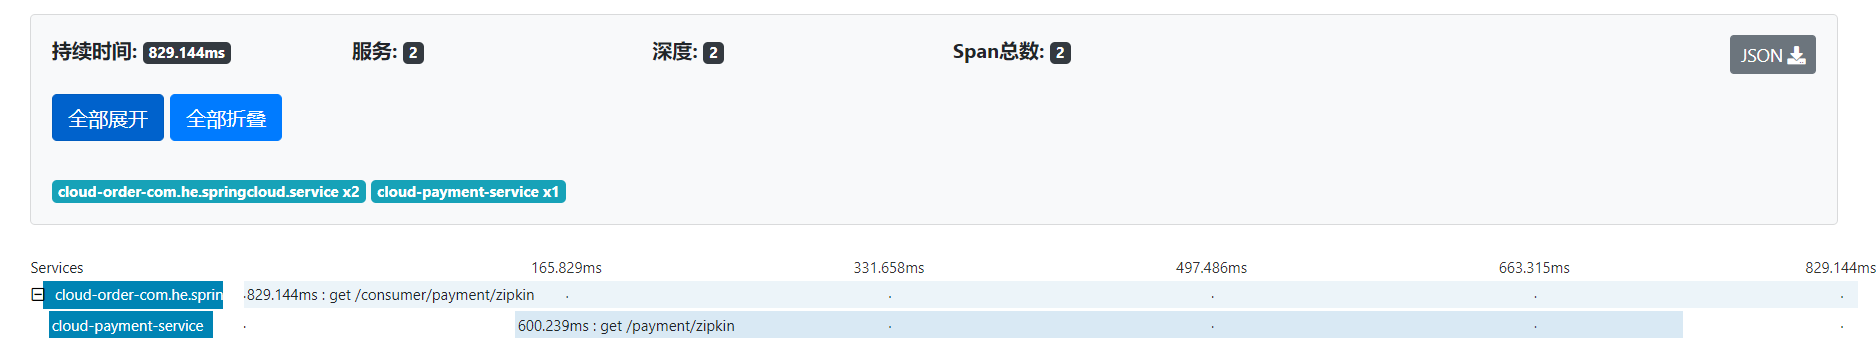 持续时间: 829.144ms 服务: 2 深度: 2 Span总数: 2 JSON
全部展开 全部折叠
cloud-order-com.he.springcloud.service x2 cloud-payment-service x1
Services 165.829ms 331.658ms 497.486ms 663.315ms 829.144ms
cloud-order-com.he.sprin 829.144ms : get /consumer/payment/zipkin
cloud-payment-service 600.239ms : get /payment/zipkin